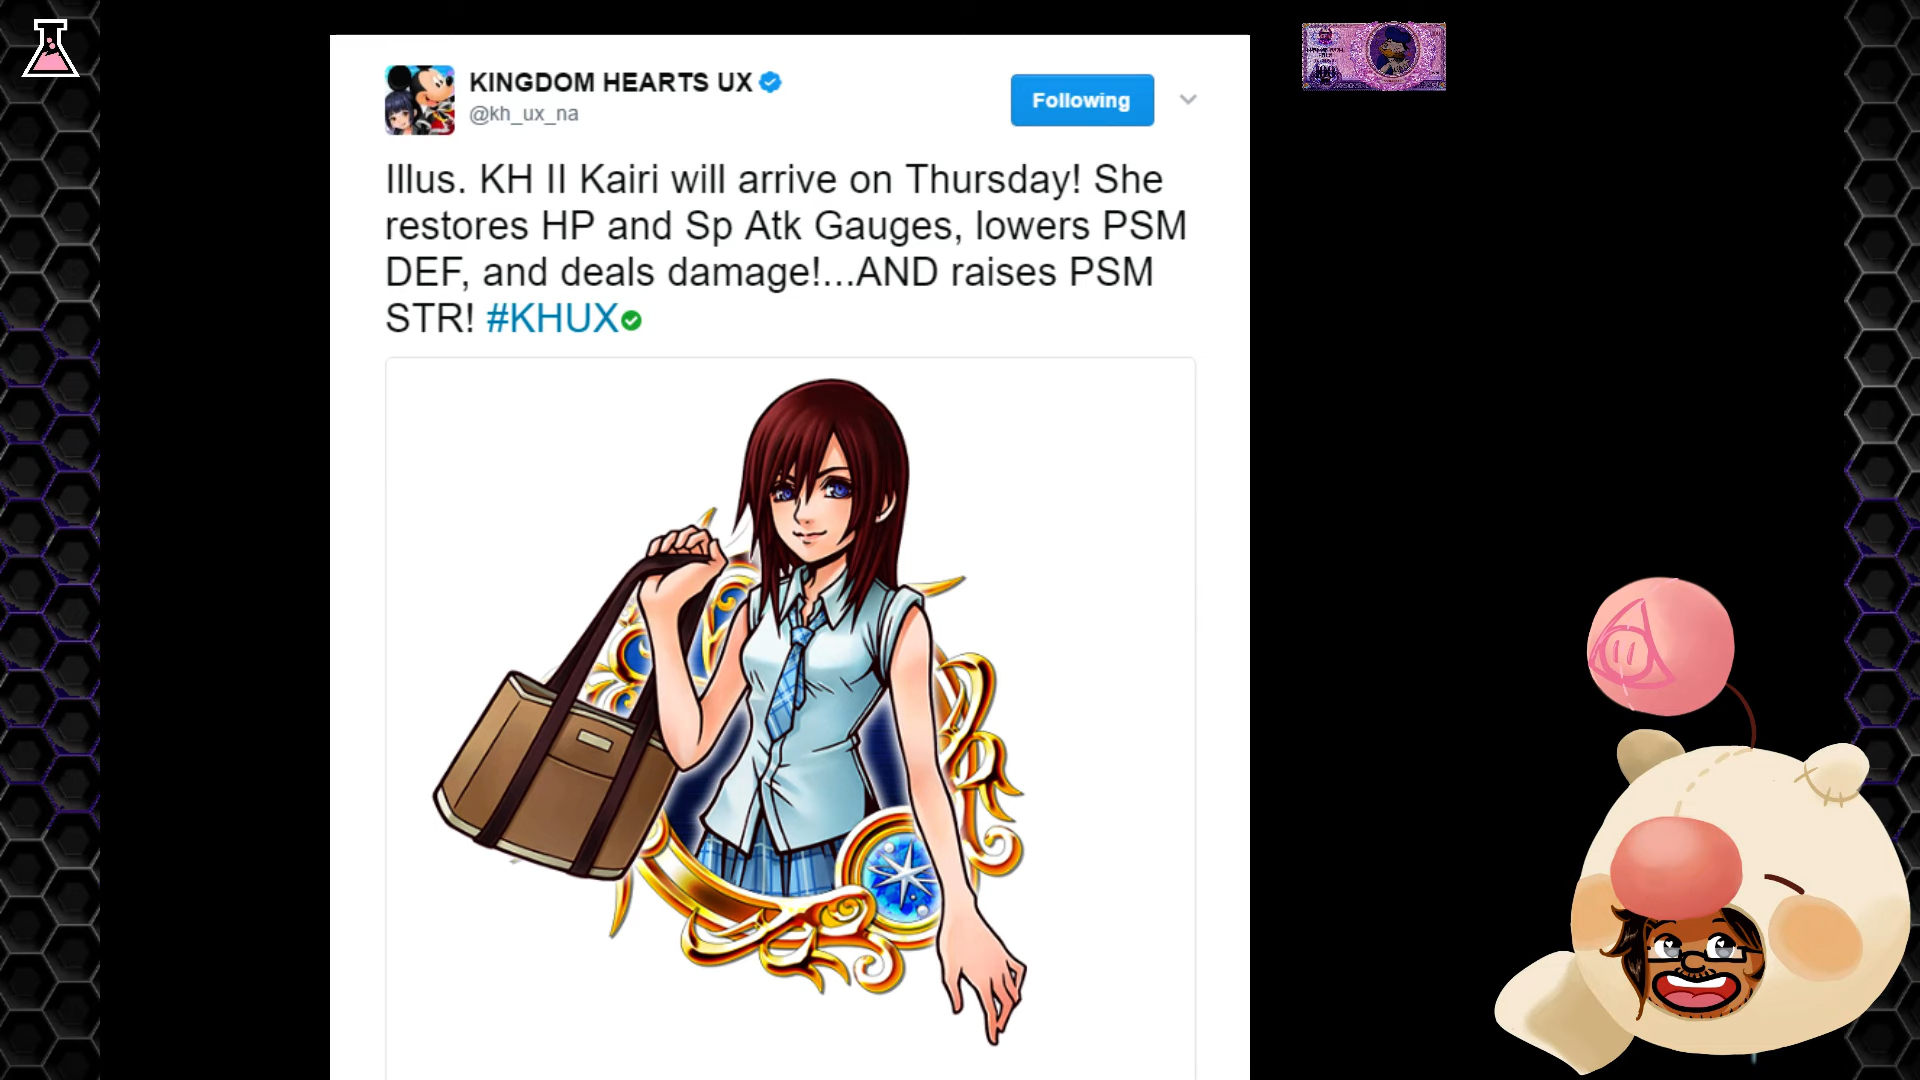 KINGDOM HEARTS UX
@kh_ux_na
Following
Illus. KH II Kairi will arrive on Thursday! She
restores HP and Sp Atk Gauges, lowers PSM
DEF, and deals damage!...AND raises PSM
STR! #KHUX